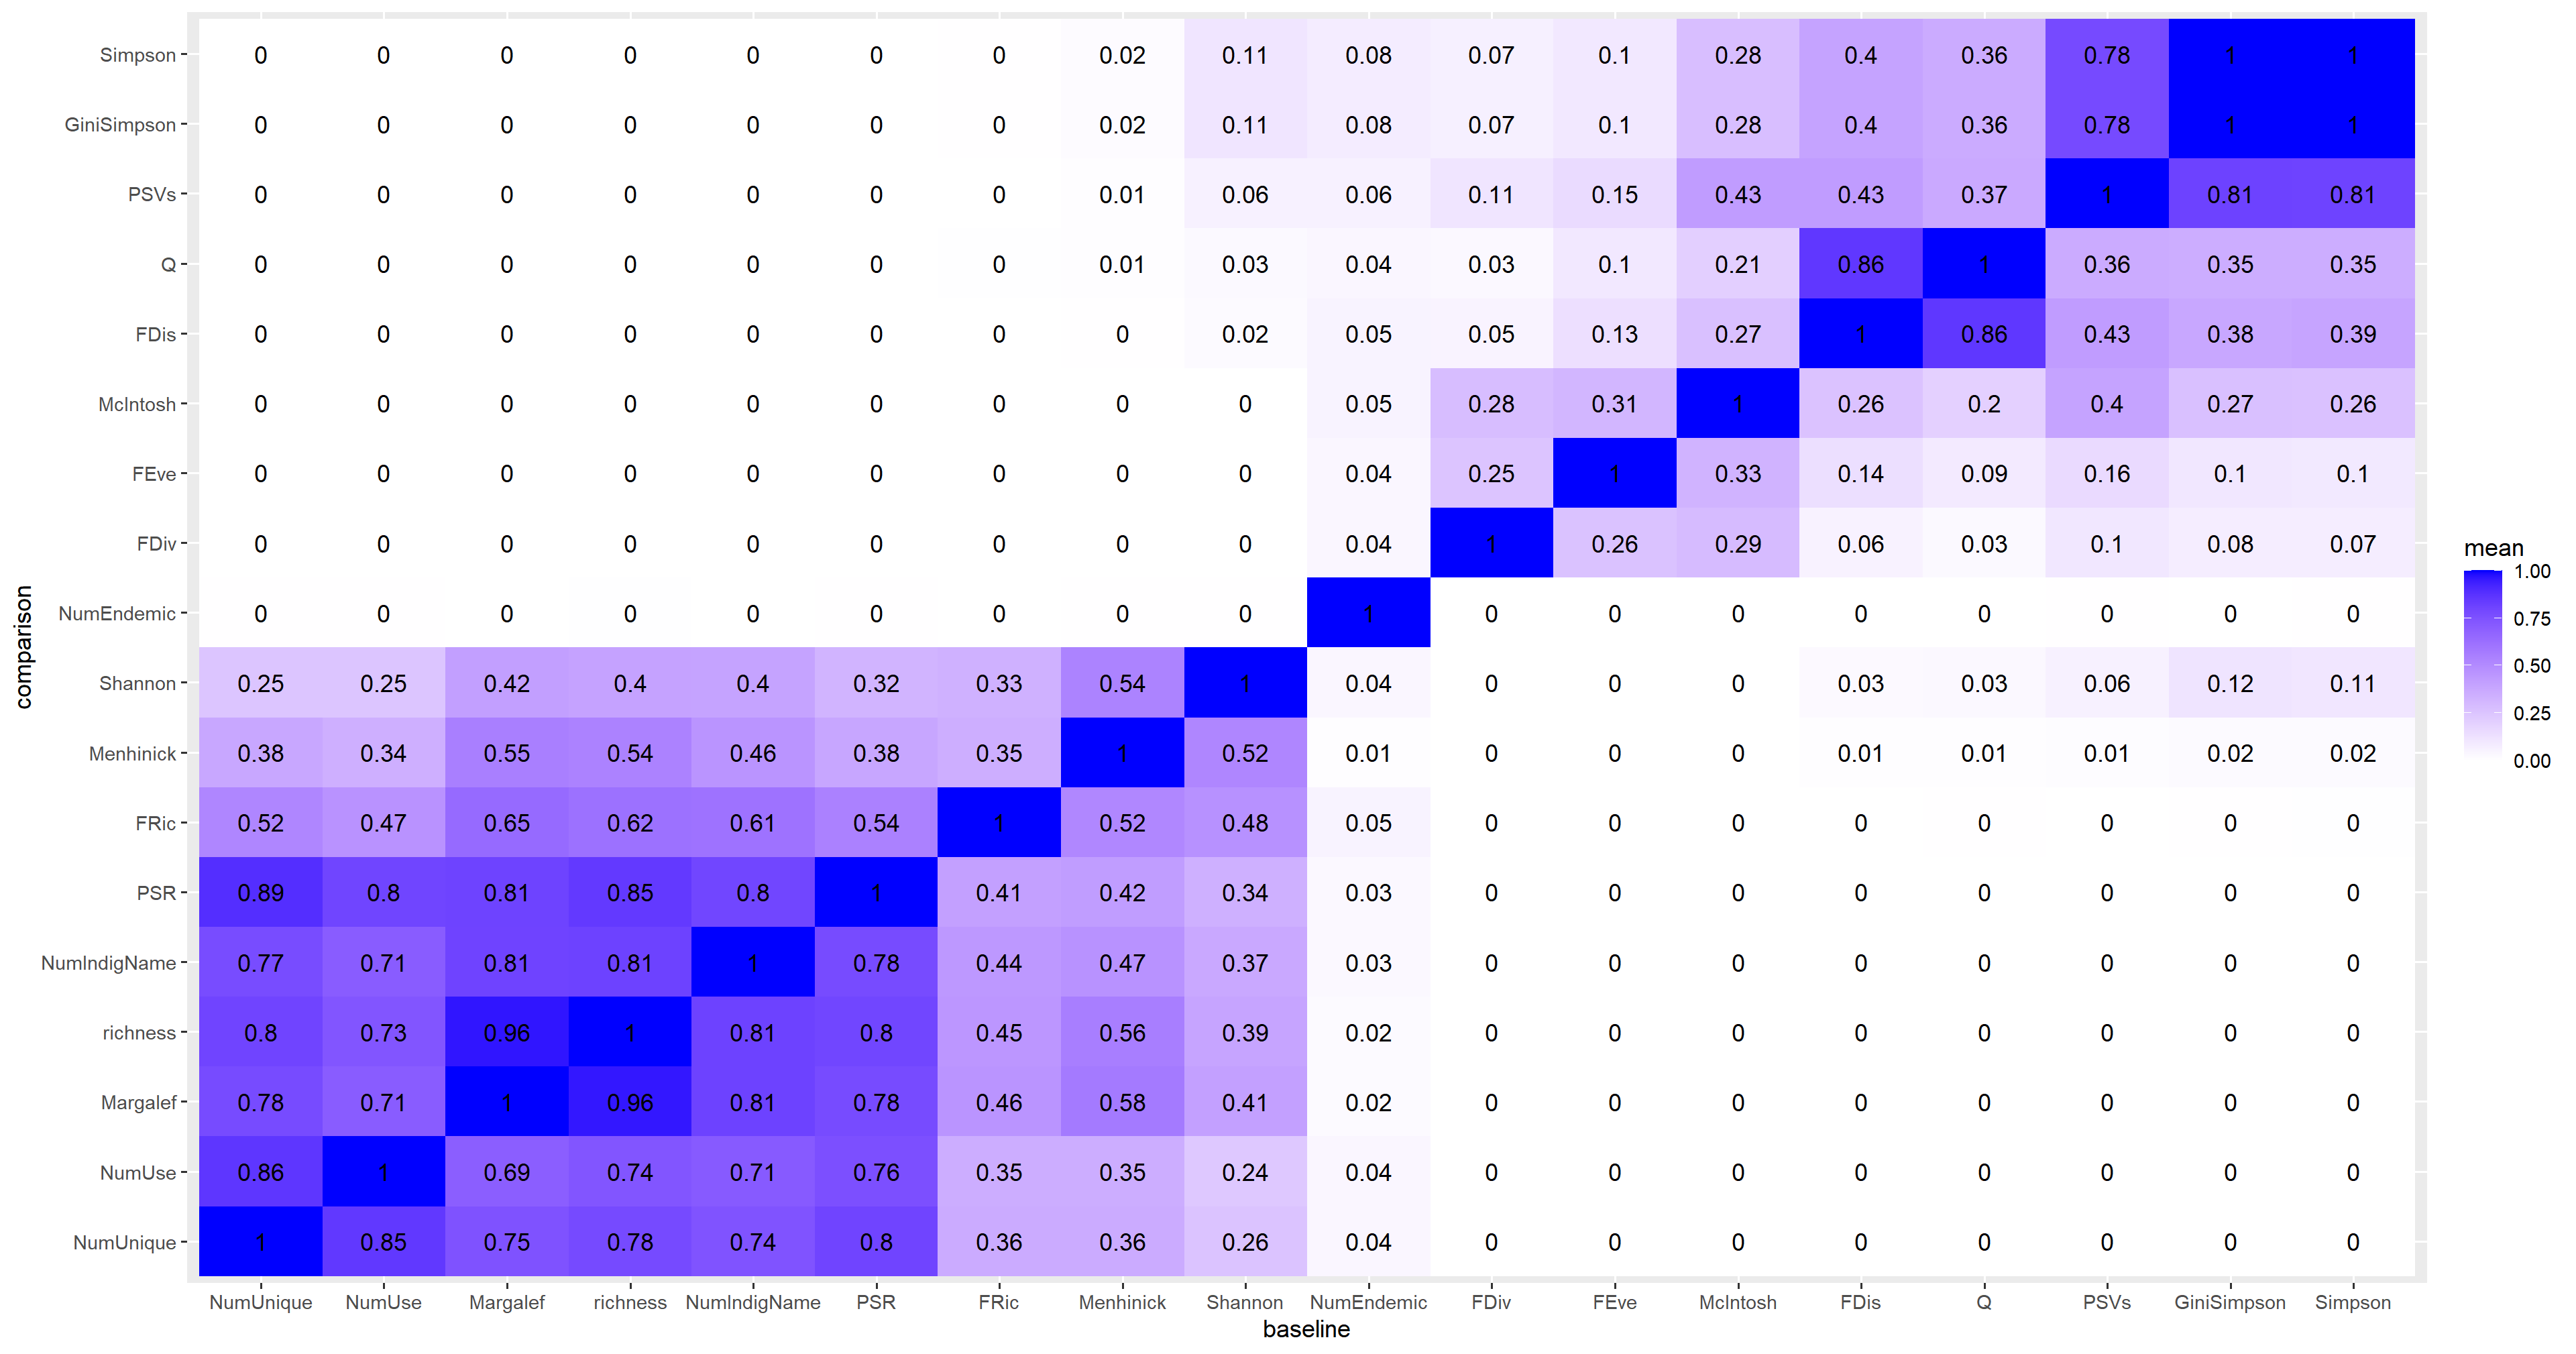 Simpson 0 0 0 0 0 0 0 0.02 0.11 0.08 0.07 0.1 0.28 0.4 0.36 0.78 1 1
GiniSimpson 0 0 0 0 0 0 0 0.02 0.11 0.08 0.07 0.1 0.28 0.4 0.36 0.78 1 1
PSVs 0 0 0 0 0 0 0 0.01 0.06 0.06 0.11 0.15 0.43 0.43 0.37 1 0.81 0.81
Q 0 0 0 0 0 0 0 0.01 0.03 0.04 0.03 0.1 0.21 0.86 1 0.36 0.35 0.35
FDis 0 0 0 0 0 0 0 0 0.02 0.05 0.05 0.13 0.27 1 0.86 0.43 0.38 0.39
McIntosh 0 0 0 0 0 0 0 0 0 0.05 0.28 0.31 1 0.26 0.2 0.4 0.27 0.26
FEve 0 0 0 0 0 0 0 0 0 0.04 0.25 1 0.33 0.14 0.09 0.16 0.1 0.1
FDiv 0 0 0 0 0 0 0 0 0 0.04 1 0.26 0.29 0.06 0.03 0.1 0.08 0.07
NumEndemic 0 0 0 0 0 0 0 0 0 1 0 0 0 0 0 0 0 0
Shannon 0.25 0.25 0.42 0.4 0.4 0.32 0.33 0.54 1 0.04 0 0 0 0.03 0.03 0.06 0.12 0.11
Menhinick 0.38 0.34 0.55 0.54 0.46 0.38 0.35 1 0.52 0.01 0 0 0 0.01 0.01 0.01 0.02 0.02
FRic 0.52 0.47 0.65 0.62 0.61 0.54 1 0.52 0.48 0.05 0 0 0 0 0 0 0 0
PSR 0.89 0.8 0.81 0.85 0.8 1 0.41 0.42 0.34 0.03 0 0 0 0 0 0 0 0
NumIndigName 0.77 0.71 0.81 0.81 1 0.78 0.44 0.47 0.37 0.03 0 0 0 0 0 0 0 0
richness 0.8 0.73 0.96 1 0.81 0.8 0.45 0.56 0.39 0.02 0 0 0 0 0 0 0 0
Margalef 0.78 0.71 1 0.96 0.81 0.78 0.46 0.58 0.41 0.02 0 0 0 0 0 0 0 0
NumUse 0.86 1 0.69 0.74 0.71 0.76 0.35 0.35 0.24 0.04 0 0 0 0 0 0 0 0
NumUnique 1 0.85 0.75 0.78 0.74 0.8 0.36 0.36 0.26 0.04 0 0 0 0 0 0 0 0
NumUnique NumUse Margalef richness NumIndigName PSR FRic Menhinick Shannon NumEndemic FDiv FEve McIntosh FDis Q PSVs GiniSimpson Simpson
baseline
comparison
mean
1.00
0.75
0.50
0.25
0.00